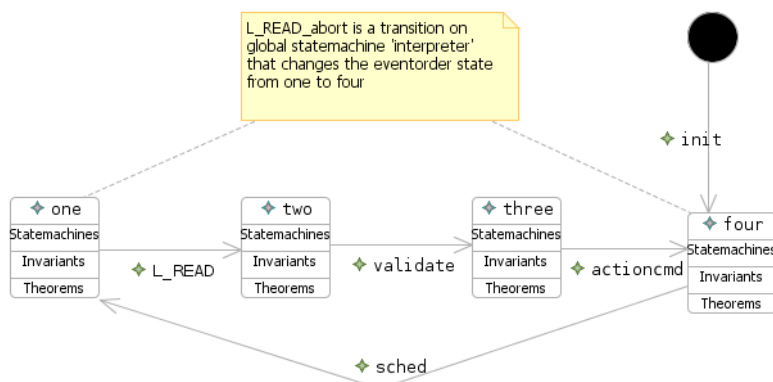 L_READ_abort is a transition on
global statemachine 'interpreter'
that changes the eventorder state
from one to four
init
one
Statemachines
Invariants
Theorems
L_READ
two
Statemachines
Invariants
Theorems
validate
three
Statemachines
Invariants
Theorems
actioncmd
four
Statemachines
Invariants
Theorems
sched